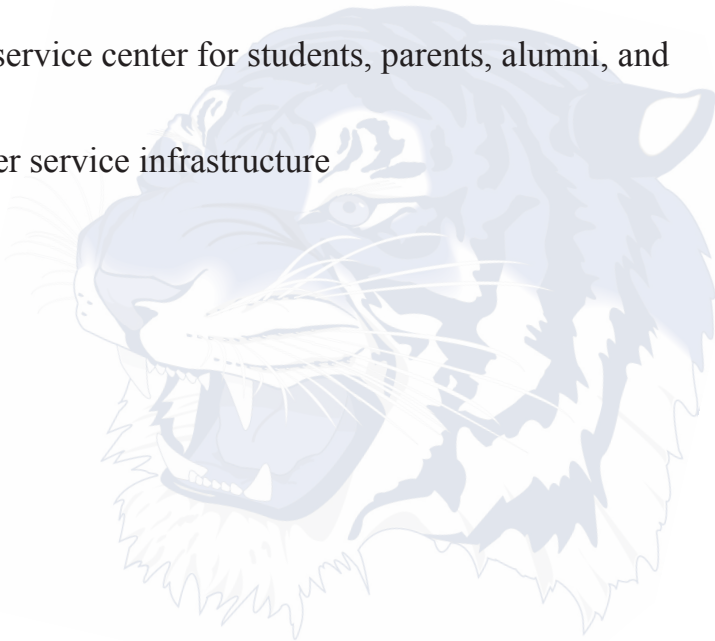 service center for students, parents, alumni, and
er service infrastructure